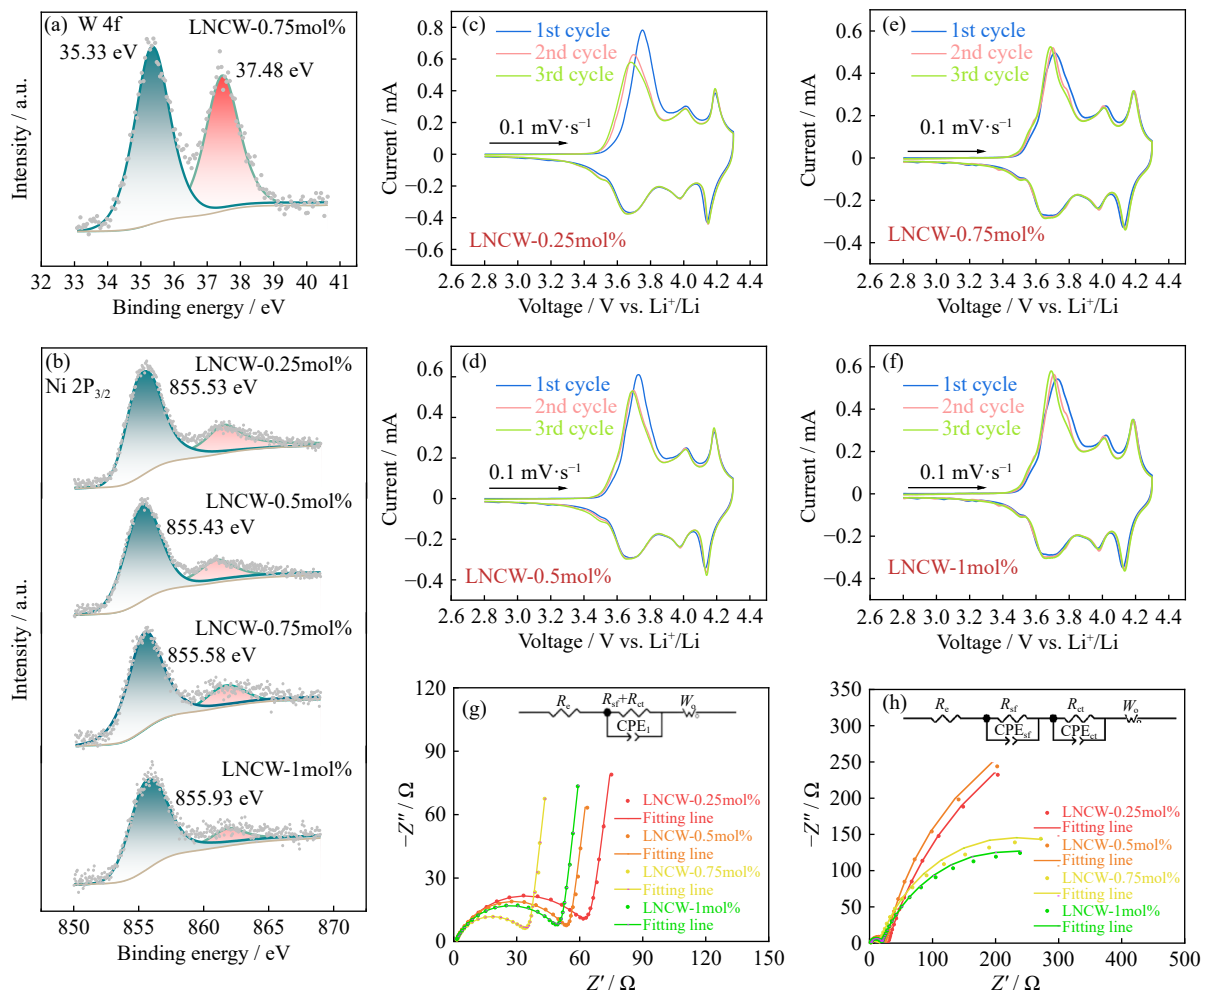 (a) W 4f LNCW-0.75mol%
35.33 eV
37.48 eV
Intensity / a.u.
32 33 34 35 36 37 38 39 40 41
Binding energy / eV
(b)
Ni 2P3/2
LNCW-0.25mol%
855.53 eV
LNCW-0.5mol%
855.43 eV
LNCW-0.75mol%
855.58 eV
LNCW-1mol%
855.93 eV
Intensity / a.u.
850 855 860 865 870
Binding energy / eV
(c)
1st cycle
2nd cycle
3rd cycle
0.1 mV·s⁻¹
LNCW-0.25mol%
Current / mA
0.8
0.6
0.4
0.2
0
−0.2
−0.4
−0.6
2.6 2.8 3.0 3.2 3.4 3.6 3.8 4.0 4.2 4.4
Voltage / V vs. Li⁺/Li
(d)
1st cycle
2nd cycle
3rd cycle
0.1 mV·s⁻¹
LNCW-0.5mol%
Current / mA
0.6
0.4
0.2
0
−0.2
−0.4
2.6 2.8 3.0 3.2 3.4 3.6 3.8 4.0 4.2 4.4
Voltage / V vs. Li⁺/Li
(e)
1st cycle
2nd cycle
3rd cycle
0.1 mV·s⁻¹
LNCW-0.75mol%
Current / mA
0.6
0.4
0.2
0
−0.2
−0.4
2.6 2.8 3.0 3.2 3.4 3.6 3.8 4.0 4.2 4.4
Voltage / V vs. Li⁺/Li
(f)
1st cycle
2nd cycle
3rd cycle
0.1 mV·s⁻¹
LNCW-1mol%
Current / mA
0.6
0.4
0.2
0
−0.2
−0.4
2.6 2.8 3.0 3.2 3.4 3.6 3.8 4.0 4.2 4.4
Voltage / V vs. Li⁺/Li
(g)
Re Rsf+Rct Wo
CPE1
LNCW-0.25mol%
Fitting line
LNCW-0.5mol%
Fitting line
LNCW-0.75mol%
Fitting line
LNCW-1mol%
Fitting line
−Z″ / Ω
120
90
60
30
0
0 30 60 90 120 150
Z′ / Ω
(h)
Re Rsf Rct Wo
CPEsf CPEct
LNCW-0.25mol%
Fitting line
LNCW-0.5mol%
Fitting line
LNCW-0.75mol%
Fitting line
LNCW-1mol%
Fitting line
−Z″ / Ω
350
300
250
200
150
100
50
0
0 100 200 300 400 500
Z′ / Ω